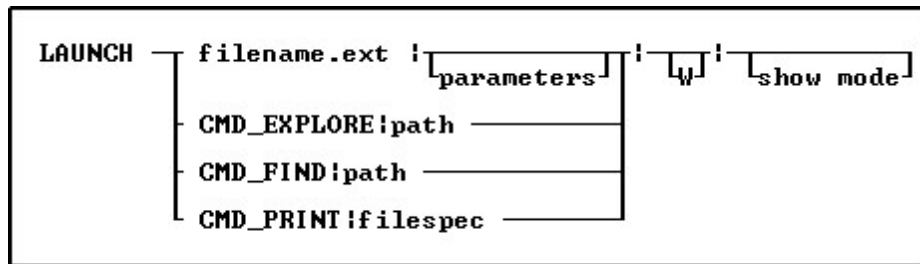 LAUNCH filename.ext ¦ parameters ¦ W ¦ show mode
CMD_EXPLORE¦path
CMD_FIND¦path
CMD_PRINT¦filespec